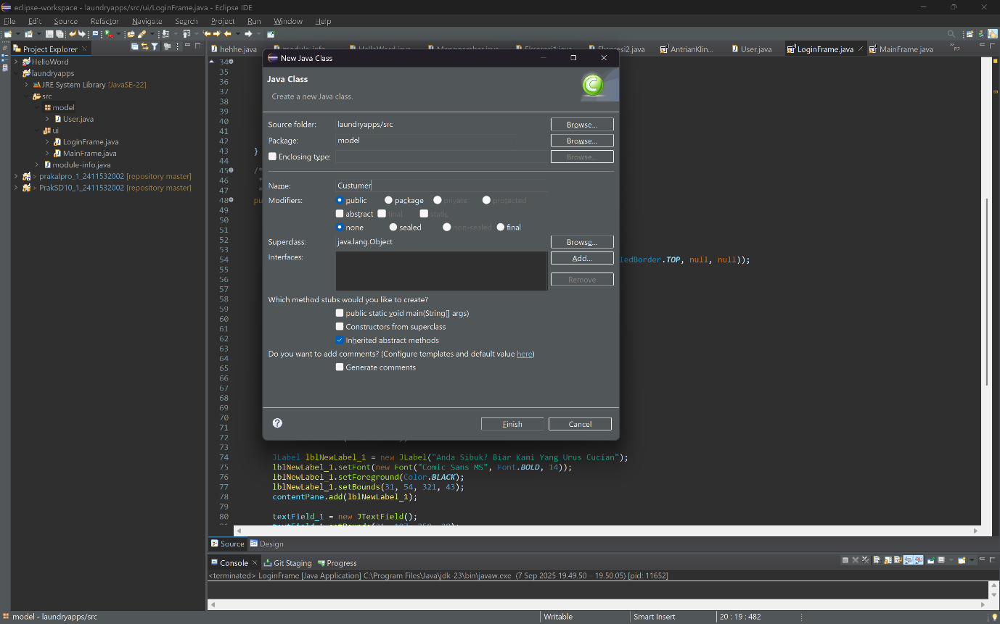 eclipse-workspace - laundryapps/src/ui/LoginFrame.java - Eclipse IDE
File Edit Source Refactor Navigate Search Project Run Window Help
Project Explorer
hehhe.java module-info.java HelloWord.java Menggambar.java Ekspresi1.java Ekspresi2.java AntrianKlin... User.java LoginFrame.java MainFrame.java
HelloWord
laundryapps
JRE System Library [JavaSE-22]
src
model
User.java
ui
LoginFrame.java
MainFrame.java
module-info.java
> prakalpro_1_2411532002 [repository master]
> PrakSD10_1_2411532002 [repository master]
New Java Class
Java Class
Create a new Java class.
Source folder: laundryapps/src Browse...
Package: model Browse...
Enclosing type: Browse...
Name: Custumer
Modifiers: public package private protected
abstract final static
none sealed non-sealed final
Superclass: java.lang.Object Browse...
Interfaces: Add...
Remove
Which method stubs would you like to create?
public static void main(String[] args)
Constructors from superclass
Inherited abstract methods
Do you want to add comments? (Configure templates and default value here)
Generate comments
Finish Cancel
34
35
36
37
38
39
40
41
42
43 }
44
45 /*
46 *
47 *
48 pu
49
50
51
52
53
54 ledBorder.TOP, null, null));
55
56
57
58
59
60
61
62
63
64
65
66
67
68
69
70
71
72
73
74 JLabel lblNewLabel_1 = new JLabel("Anda Sibuk? Biar Kami Yang Urus Cucian");
75 lblNewLabel_1.setFont(new Font("Comic Sans MS", Font.BOLD, 14));
76 lblNewLabel_1.setForeground(Color.BLACK);
77 lblNewLabel_1.setBounds(31, 54, 321, 43);
78 contentPane.add(lblNewLabel_1);
79
80 textField_1 = new JTextField();
Source Design
Console Git Staging Progress
<terminated> LoginFrame [Java Application] C:\Program Files\Java\jdk-23\bin\javaw.exe (7 Sep 2025 19.49.50 – 19.50.05) [pid: 11652]
model - laundryapps/src Writable Smart Insert 20 : 19 : 482